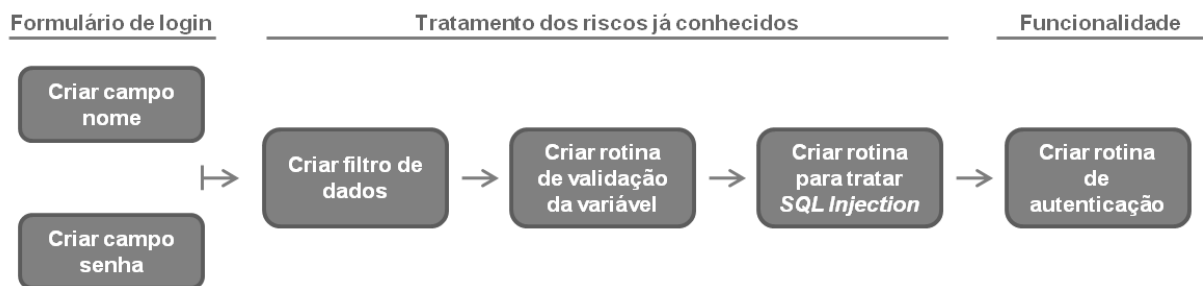 Formulário de login
Tratamento dos riscos já conhecidos
Funcionalidade
Criar campo
nome
Criar campo
senha
Criar filtro de
dados
Criar rotina
de validação
da variável
Criar rotina
para tratar
SQL Injection
Criar rotina
de
autenticação